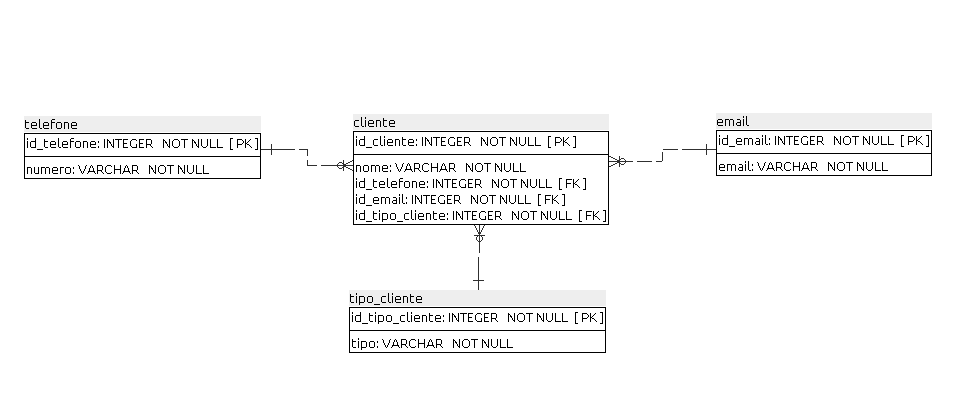 telefone
id_telefone: INTEGER NOT NULL [ PK ]
numero: VARCHAR NOT NULL
cliente
id_cliente: INTEGER NOT NULL [ PK ]
nome: VARCHAR NOT NULL
id_telefone: INTEGER NOT NULL [ FK ]
id_email: INTEGER NOT NULL [ FK ]
id_tipo_cliente: INTEGER NOT NULL [ FK ]
email
id_email: INTEGER NOT NULL [ PK ]
email: VARCHAR NOT NULL
tipo_cliente
id_tipo_cliente: INTEGER NOT NULL [ PK ]
tipo: VARCHAR NOT NULL